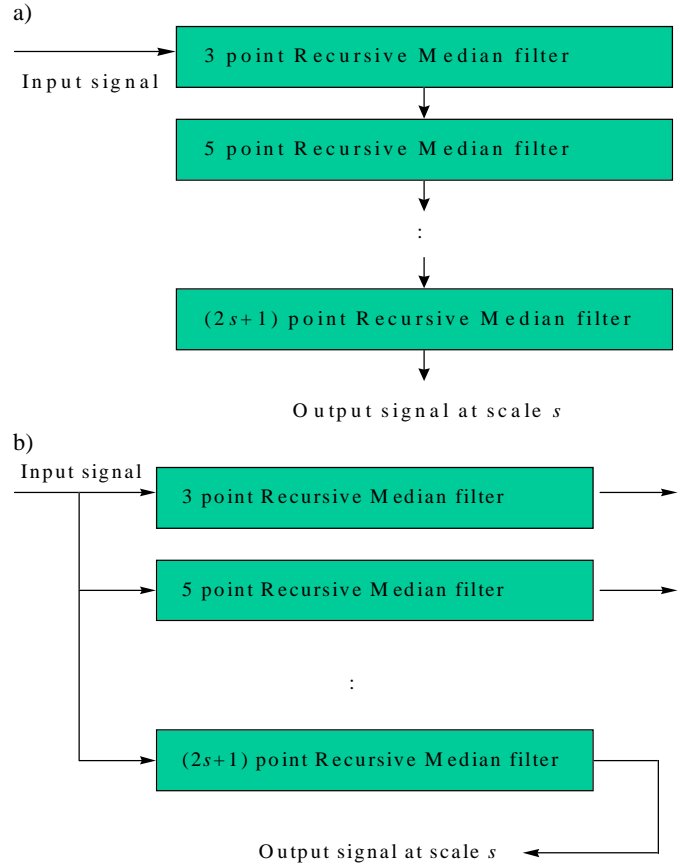 a)
3 point Recursive Median filter
Input signal
5 point Recursive Median filter
:
(2s+1) point Recursive Median filter
Output signal at scale s
b)
Input signal
3 point Recursive Median filter
5 point Recursive Median filter
:
(2s+1) point Recursive Median filter
Output signal at scale s